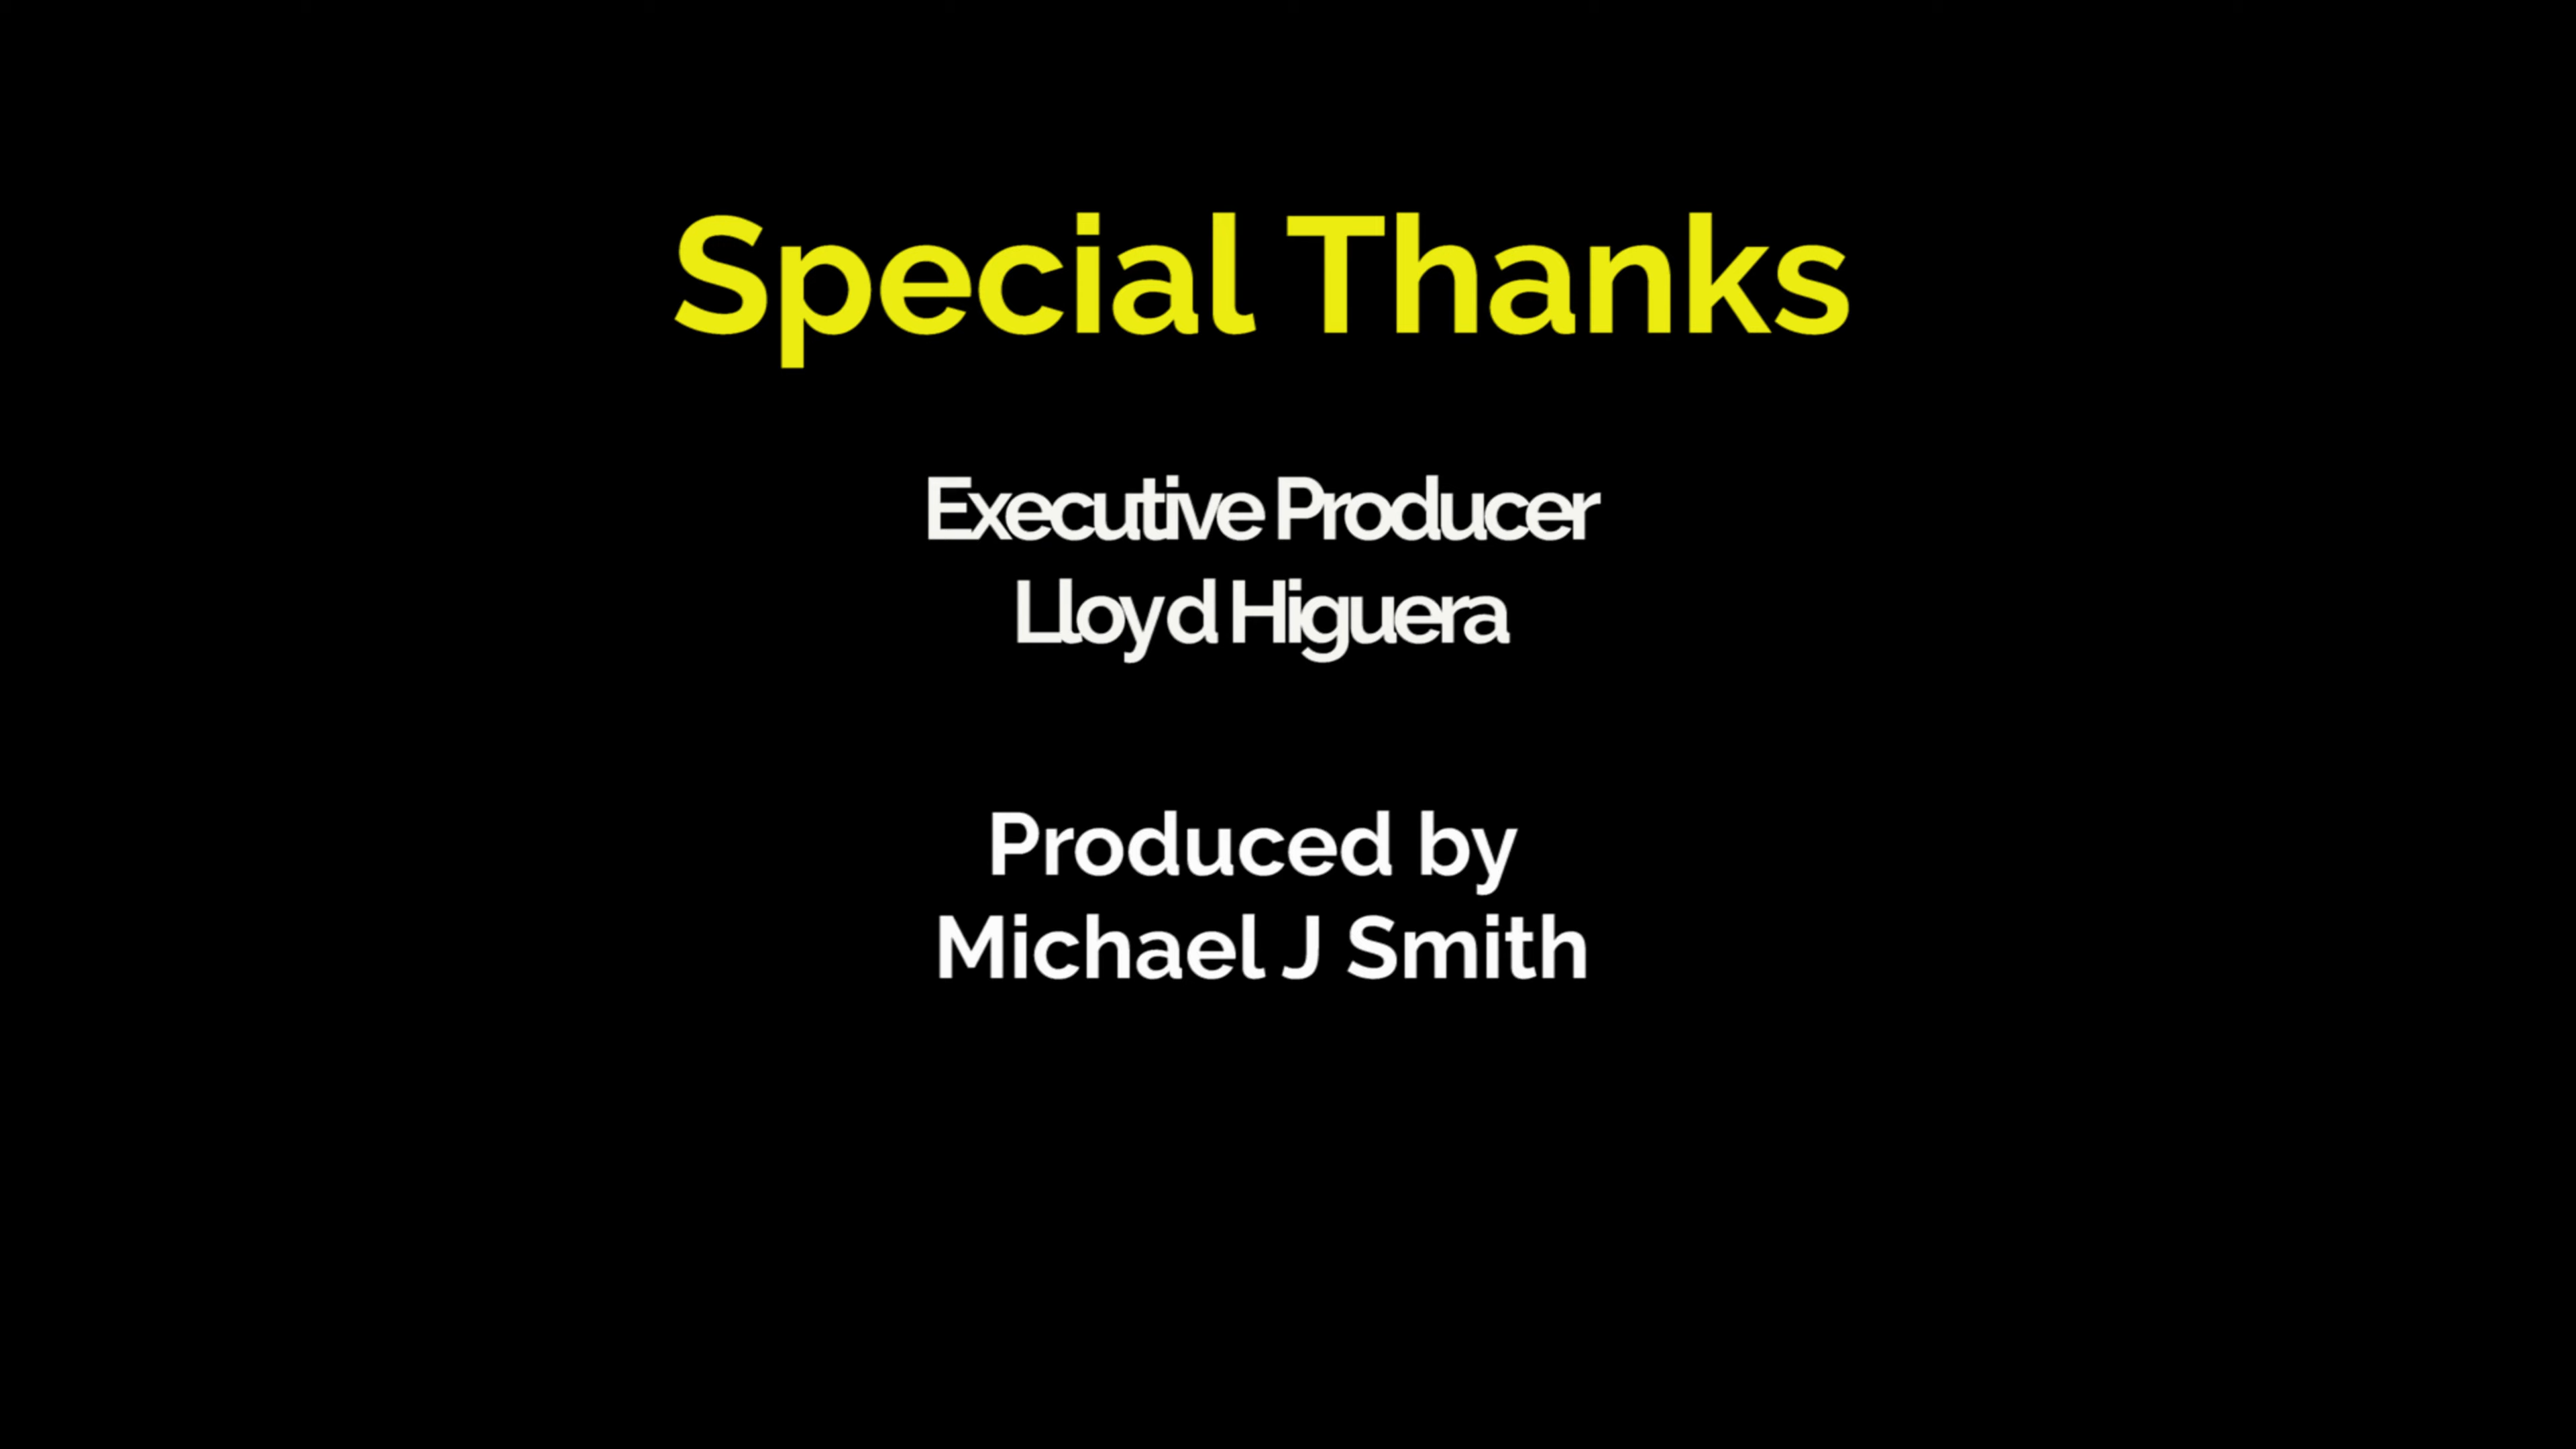 Special Thanks
Executive Producer
Lloyd Higuera
Produced by
Michael J Smith